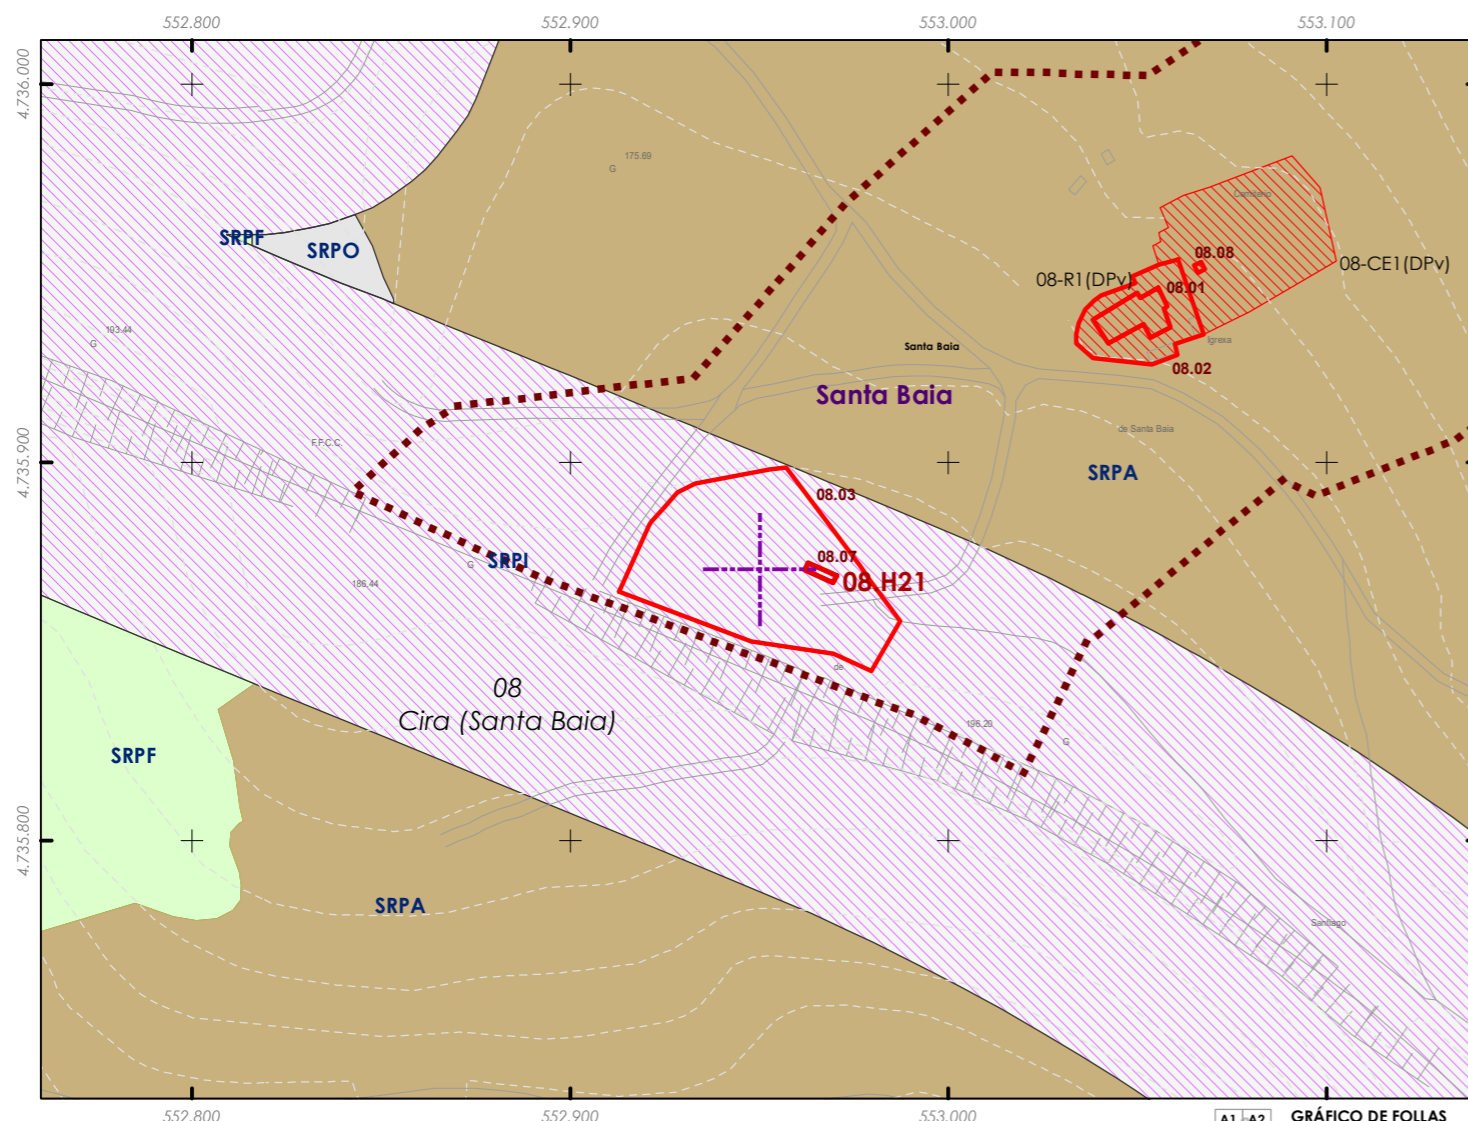 552.800 552.900 553.000 553.100
4.736.000
175.69
G
Camiterio
SRPF
SRPO
08.08
08-CE1(DPv)
08-R1(DPv)
08.01
193.44
G
Igrexa
Santa Baia
08.02
Santa Baia
de Santa Baia
F.F.C.C.
4.735.900
SRPA
08.03
08.07
SRPI
G
08.H21
186.44
de
08
Cira (Santa Baia)
196.20
G
SRPF
4.735.800
SRPA
Santiago
552.800 552.900 553.000 553.100
A1 A2 GRÁFICO DE FOLLAS